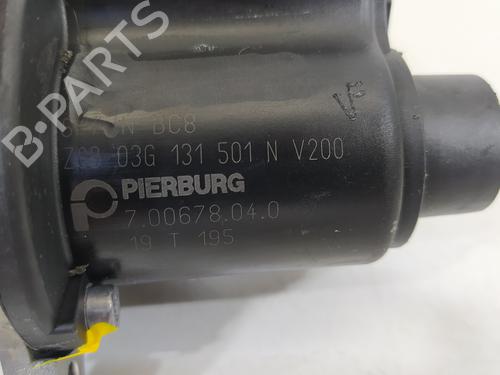 BC8
03G 131 501 N V200
PIERBURG
7.00678.04.0
19 T 195
B-PARTS